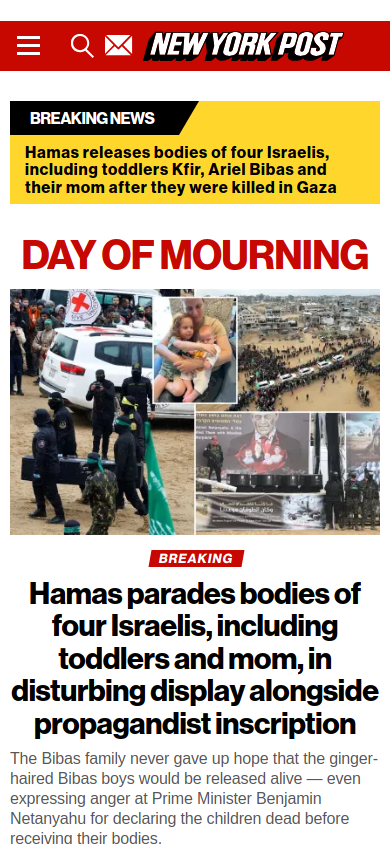 NEW YORK POST
BREAKING NEWS
Hamas releases bodies of four Israelis,
including toddlers Kfir, Ariel Bibas and
their mom after they were killed in Gaza
DAY OF MOURNING
BREAKING
Hamas parades bodies of
four Israelis, including
toddlers and mom, in
disturbing display alongside
propagandist inscription
The Bibas family never gave up hope that the ginger-
haired Bibas boys would be released alive — even
expressing anger at Prime Minister Benjamin
Netanyahu for declaring the children dead before
receiving their bodies.